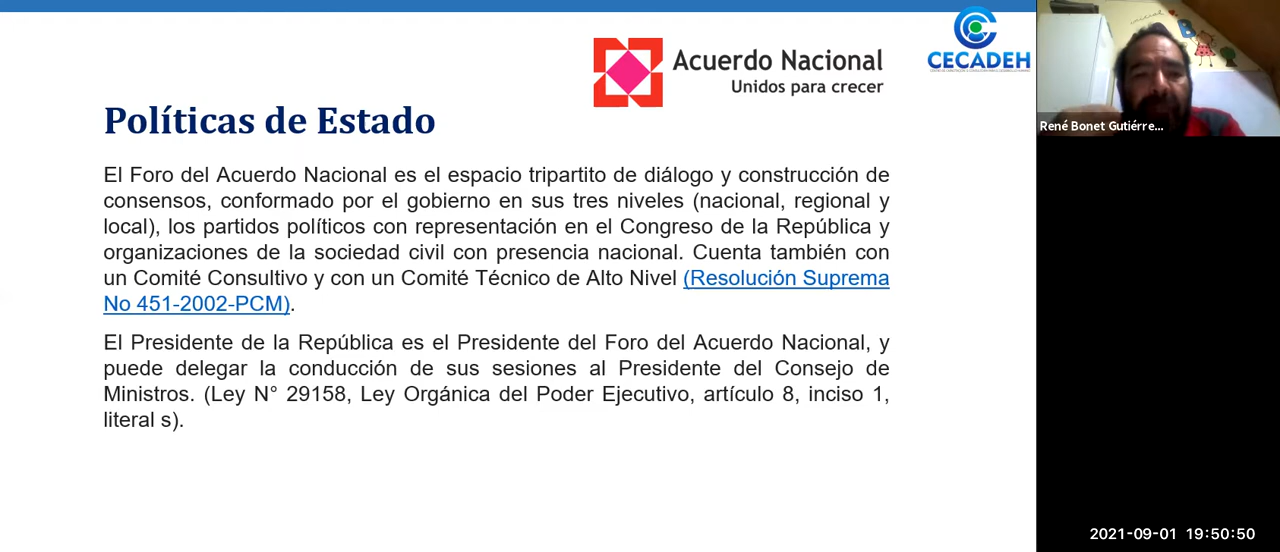 Acuerdo Nacional
Unidos para crecer
CECADEH
Políticas de Estado
El Foro del Acuerdo Nacional es el espacio tripartito de diálogo y construcción de
consensos, conformado por el gobierno en sus tres niveles (nacional, regional y
local), los partidos políticos con representación en el Congreso de la República y
organizaciones de la sociedad civil con presencia nacional. Cuenta también con
un Comité Consultivo y con un Comité Técnico de Alto Nivel (Resolución Suprema
No 451-2002-PCM).
El Presidente de la República es el Presidente del Foro del Acuerdo Nacional, y
puede delegar la conducción de sus sesiones al Presidente del Consejo de
Ministros. (Ley N° 29158, Ley Orgánica del Poder Ejecutivo, artículo 8, inciso 1,
literal s).
René Bonet Gutiérre...
2021-09-01 19:50:50